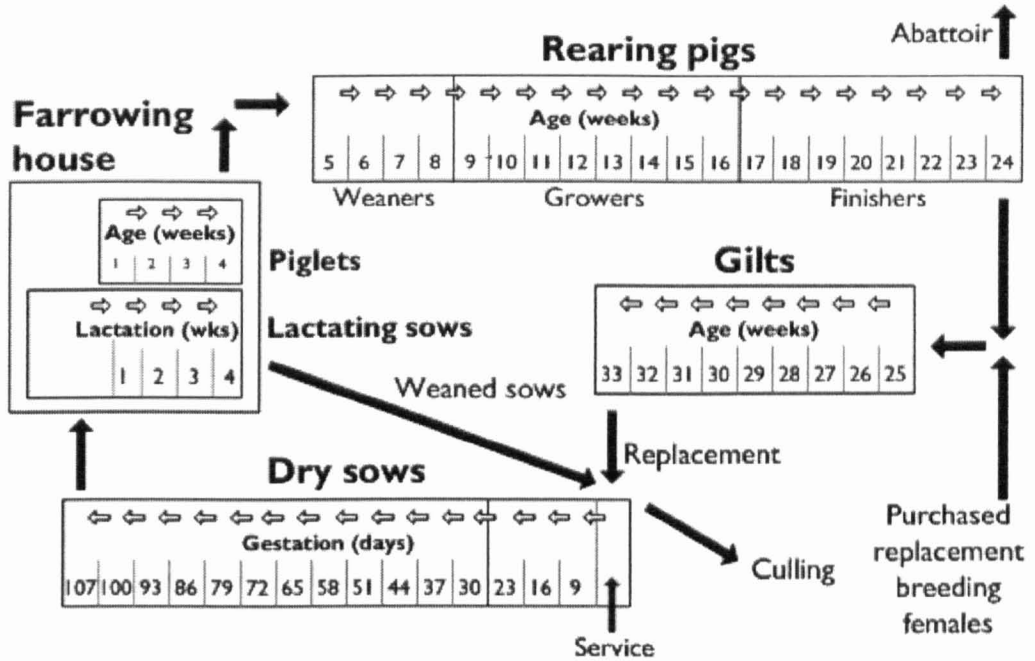 Abattoir
Rearing pigs
Age (weeks)
5 6 7 8 9 10 11 12 13 14 15 16 17 18 19 20 21 22 23 24
Weaners Growers Finishers
Farrowing
house
Age (weeks)
1 2 3 4
Piglets
Lactation (wks)
1 2 3 4
Lactating sows
Gilts
Age (weeks)
33 32 31 30 29 28 27 26 25
Weaned sows
Replacement
Dry sows
Gestation (days)
107 100 93 86 79 72 65 58 51 44 37 30 23 16 9
Service
Culling
Purchased
replacement
breeding
females